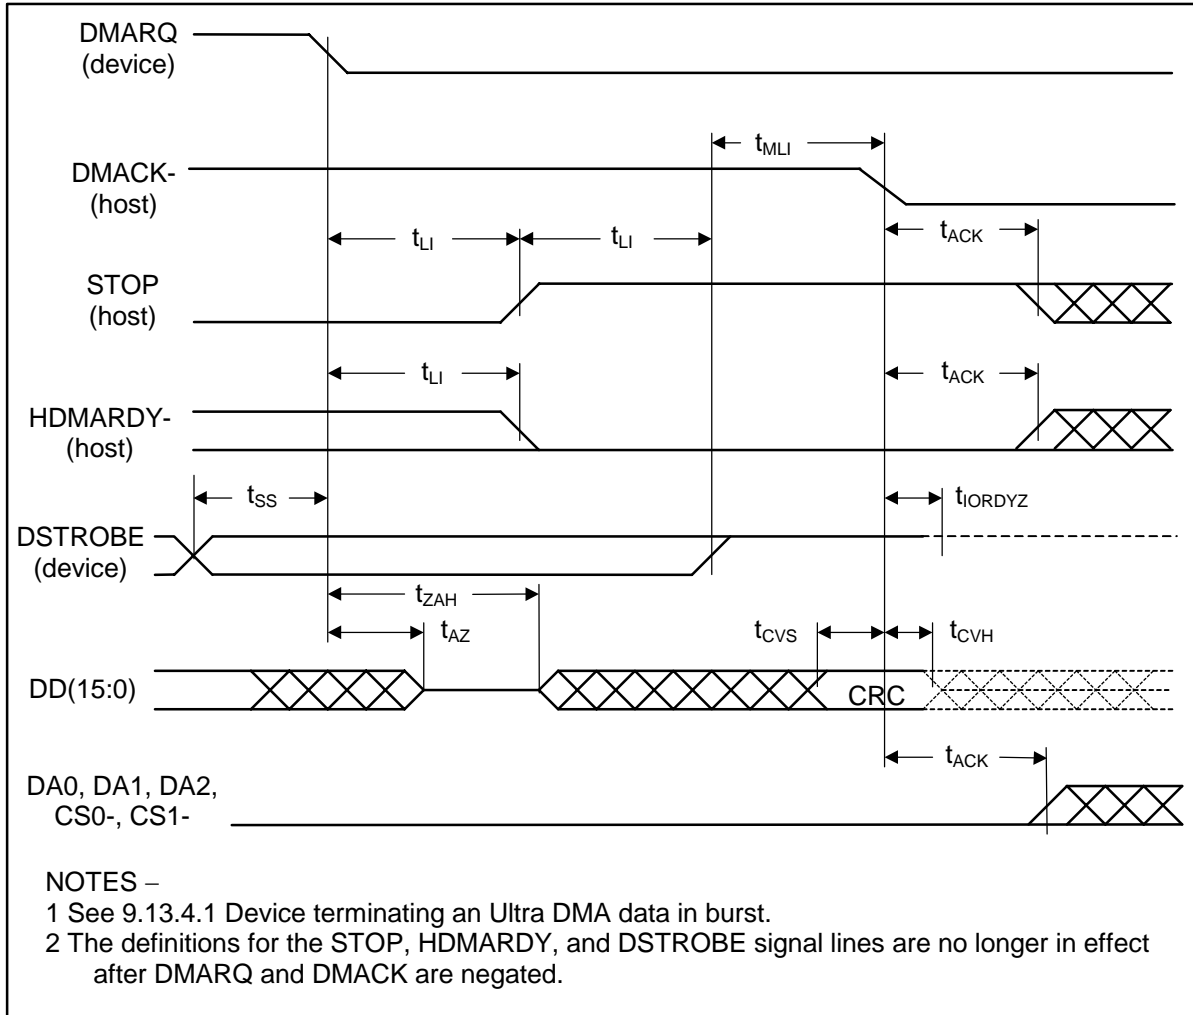 DMARQ
(device)
tMLI
DMACK-
(host)
tLI
tLI
tACK
STOP
(host)
tLI
tACK
HDMARDY-
(host)
tSS
tIORDYZ
DSTROBE
(device)
tZAH
tAZ
tCVS
tCVH
DD(15:0)
CRC
tACK
DA0, DA1, DA2,
CS0-, CS1-
NOTES –
1 See 9.13.4.1 Device terminating an Ultra DMA data in burst.
2 The definitions for the STOP, HDMARDY, and DSTROBE signal lines are no longer in effect
after DMARQ and DMACK are negated.